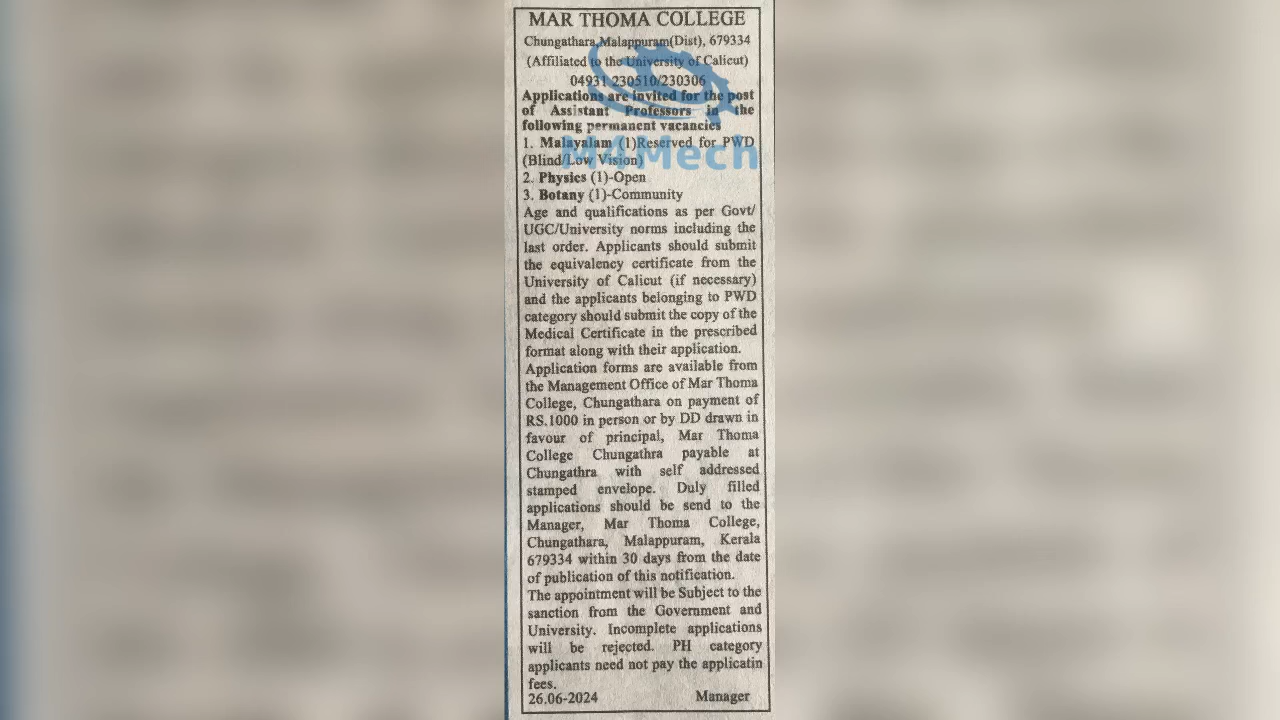 MAR THOMA COLLEGE
Chungathara,Malappuram(Dist), 679334
(Affiliated to the University of Calicut)
04931 230510/230306
Applications are invited for the post
of Assistant Professors in the
following permanent vacancies
M4Mech
1. Malayalam (1)Reserved for PWD
(Blind/Low Vision)
2. Physics (1)-Open
3. Botany (1)-Community
Age and qualifications as per Govt/
UGC/University norms including the
last order. Applicants should submit
the equivalency certificate from the
University of Calicut (if necessary)
and the applicants belonging to PWD
category should submit the copy of the
Medical Certificate in the prescribed
format along with their application.
Application forms are available from
the Management Office of Mar Thoma
College, Chungathara on payment of
RS.1000 in person or by DD drawn in
favour of principal, Mar Thoma
College Chungathra payable at
Chungathra with self addressed
stamped envelope. Duly filled
applications should be send to the
Manager, Mar Thoma College,
Chungathara, Malappuram, Kerala
679334 within 30 days from the date
of publication of this notification.
The appointment will be Subject to the
sanction from the Government and
University. Incomplete applications
will be rejected. PH category
applicants need not pay the applicatin
fees.
26.06-2024 Manager